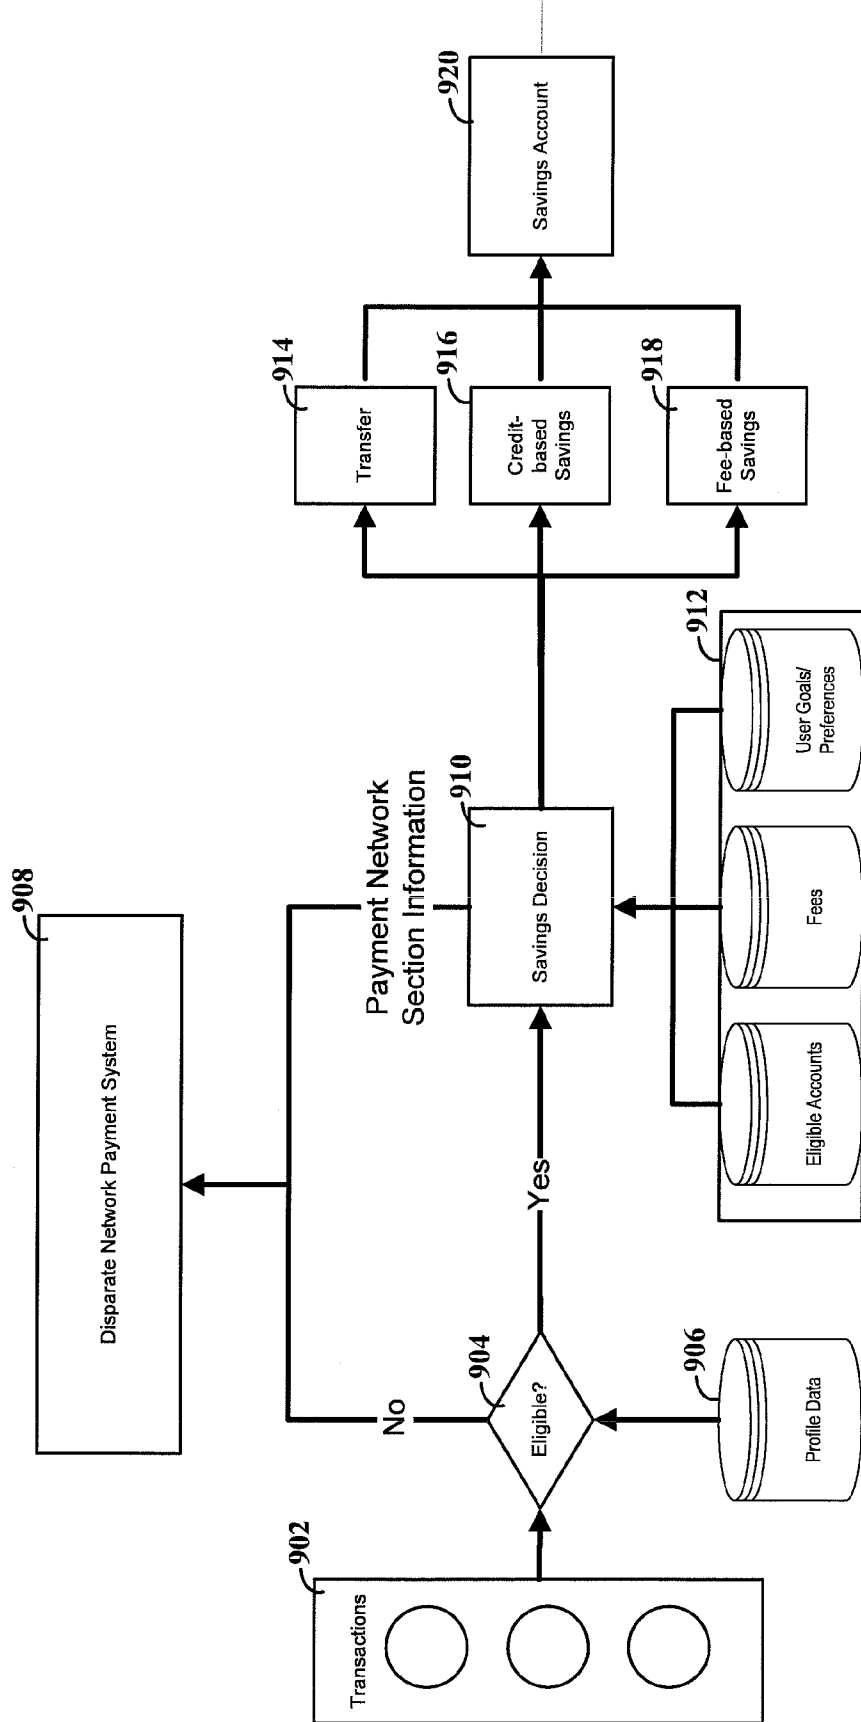 908
Disparate Network Payment System
902
Transactions
904
Eligible?
No
Yes
906
Profile Data
Payment Network
Section Information
910
Savings Decision
912
Eligible Accounts
Fees
User Goals/
Preferences
914
Transfer
916
Credit-
based
Savings
918
Fee-based
Savings
920
Savings Account